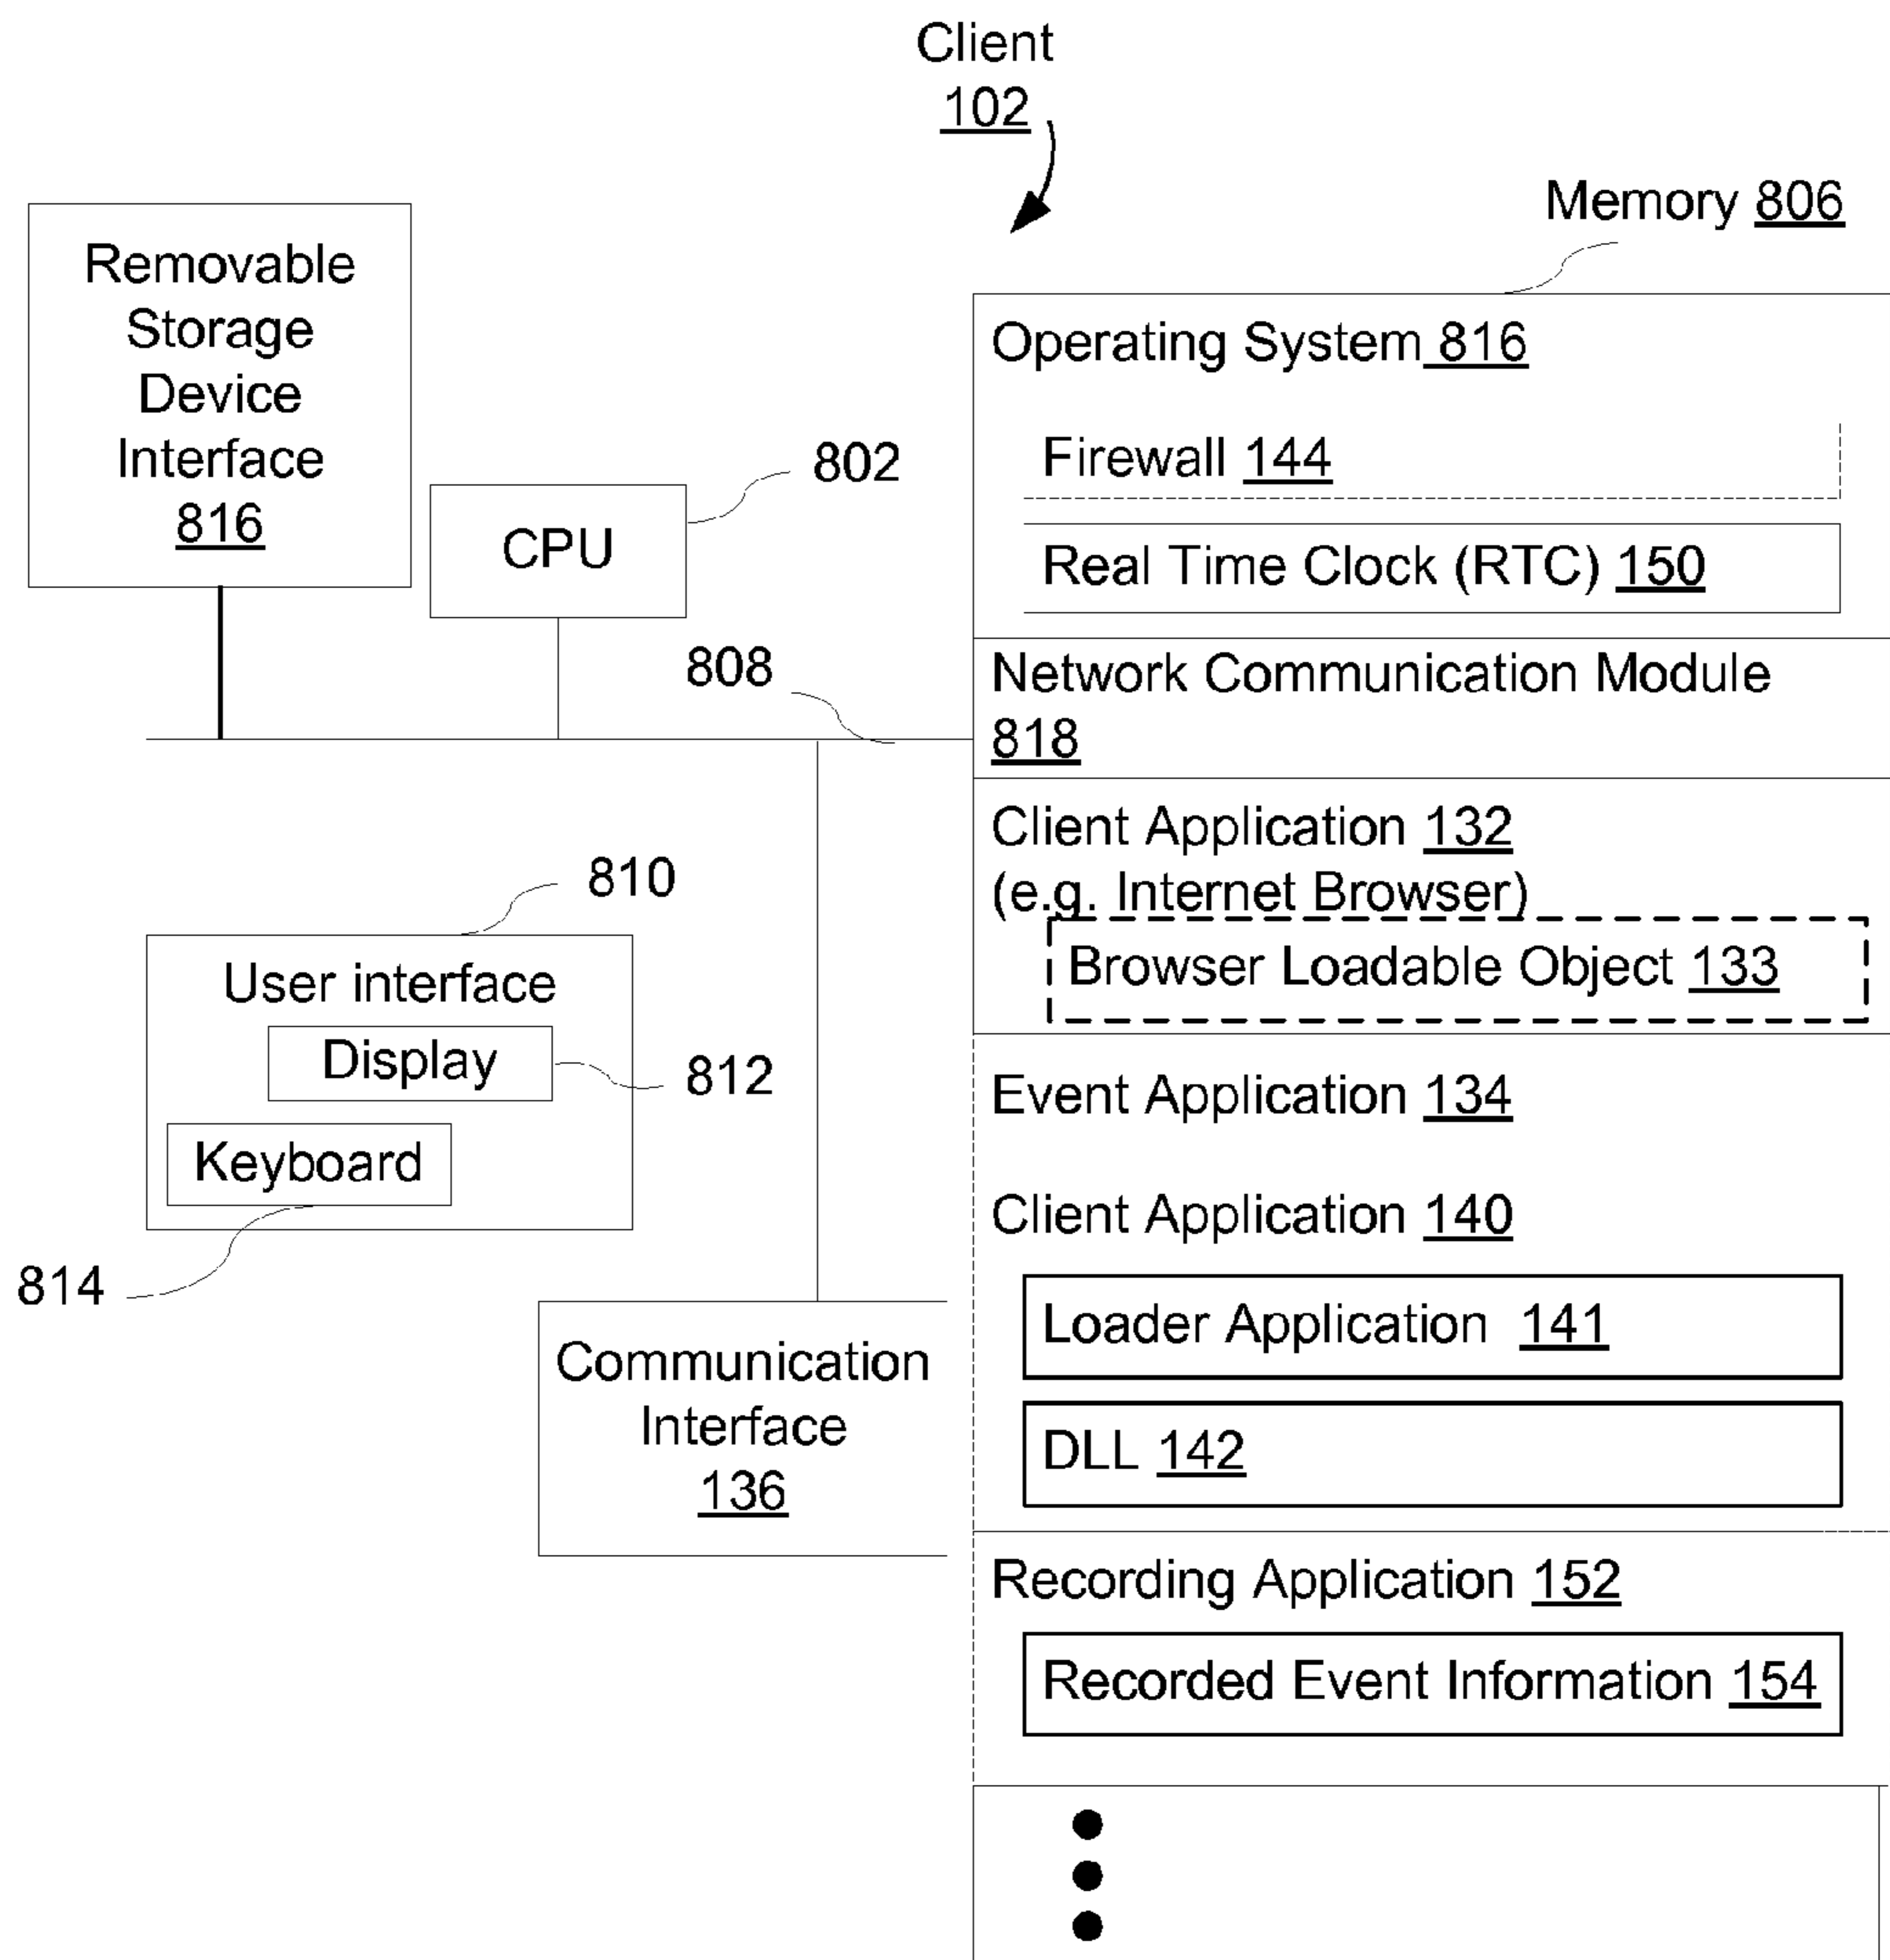 Client
102
Memory 806
Removable
Storage
Device
Interface
816
802
CPU
808
810
User interface
Display
812
Keyboard
814
Communication
Interface
136
Operating System 816
Firewall 144
Real Time Clock (RTC) 150
Network Communication Module
818
Client Application 132
(e.g. Internet Browser)
Browser Loadable Object 133
Event Application 134
Client Application 140
Loader Application 141
DLL 142
Recording Application 152
Recorded Event Information 154